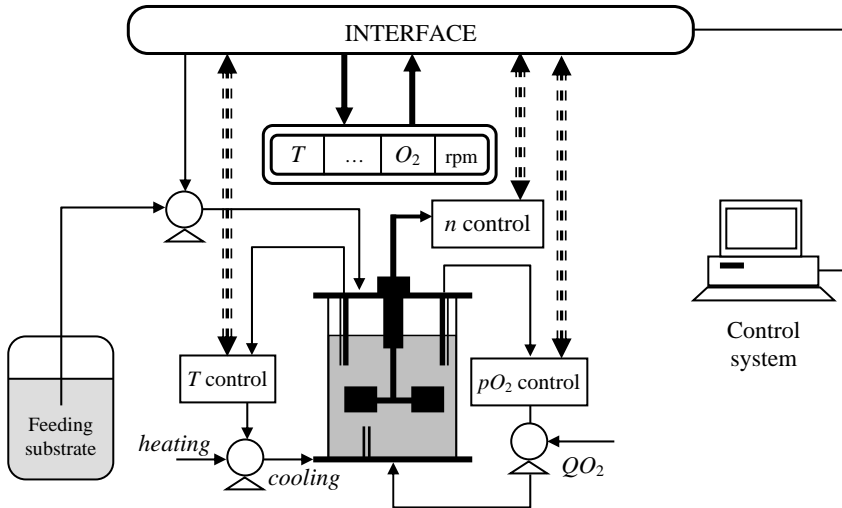 INTERFACE
T
...
O2
rpm
n control
Control
system
T control
pO2 control
Feeding
substrate
heating
cooling
QO2